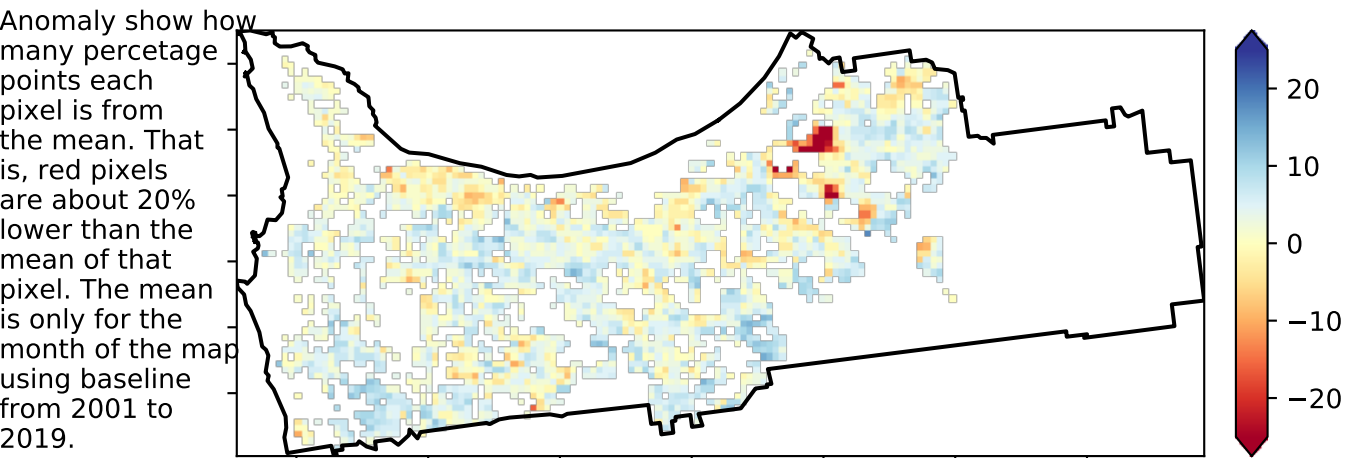 Anomaly show how
many percetage
points each
pixel is from
the mean. That
is, red pixels
are about 20%
lower than the
mean of that
pixel. The mean
is only for the
month of the map
using baseline
from 2001 to
2019.
20
10
0
−10
−20